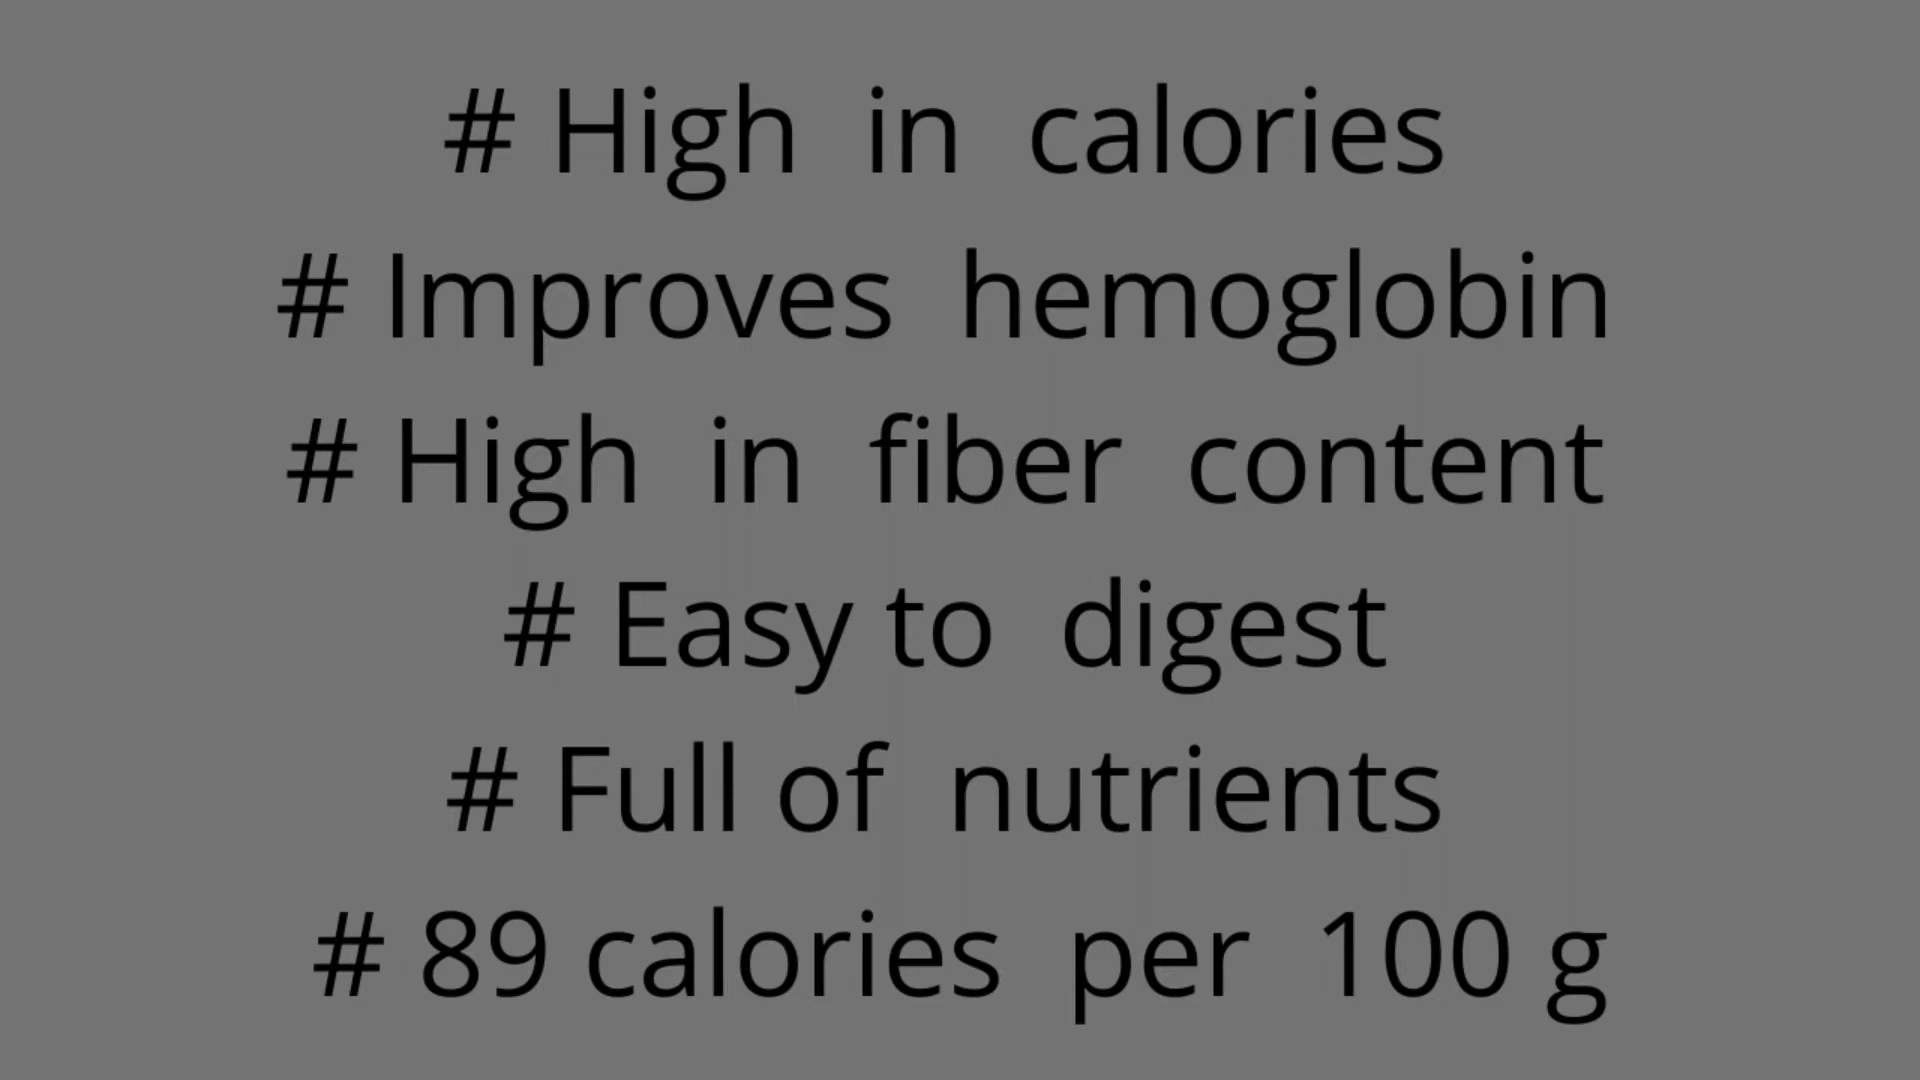 # High in calories
# Improves hemoglobin
# High in fiber content
# Easy to digest
# Full of nutrients
# 89 calories per 100 g